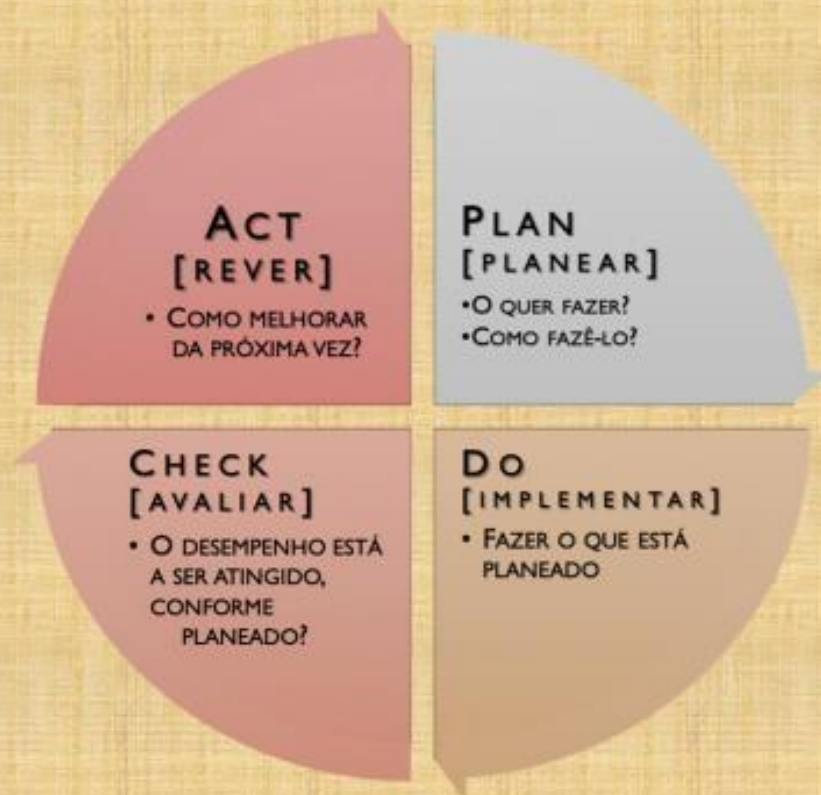 ACT
[REVER]
• COMO MELHORAR
DA PRÓXIMA VEZ?
PLAN
[PLANEAR]
•O QUER FAZER?
•COMO FAZÊ-LO?
CHECK
[AVALIAR]
• O DESEMPENHO ESTÁ
A SER ATINGIDO,
CONFORME
PLANEADO?
DO
[IMPLEMENTAR]
• FAZER O QUE ESTÁ
PLANEADO